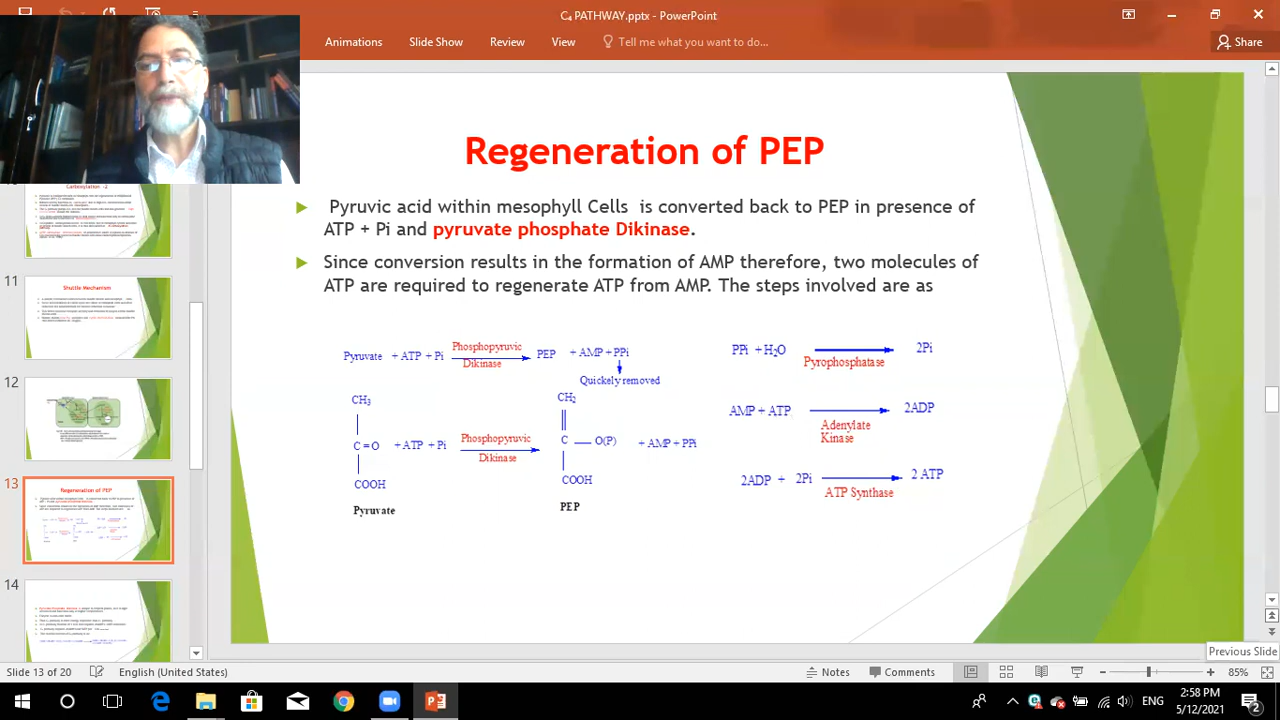 C₄ PATHWAY.pptx - PowerPoint
Animations Slide Show Review View Tell me what you want to do... Share
Regeneration of PEP
Pyruvic acid within mesophyll Cells is converted back to PEP in presence of
ATP + Pi and pyruvate phosphate Dikinase.
Since conversion results in the formation of AMP therefore, two molecules of
ATP are required to regenerate ATP from AMP. The steps involved are as
Pyruvate + ATP + Pi Phosphopyruvic Dikinase PEP + AMP + PPi
Quickely removed
CH₃
C = O + ATP + Pi
COOH
Pyruvate
Phosphopyruvic
Dikinase
CH₂
C O(P) + AMP + PPi
COOH
PEP
PPi + H₂O 2Pi
Pyrophosphatase
AMP + ATP 2ADP
Adenylate
Kinase
2ADP + 2Pi 2 ATP
ATP Synthase
Carboxylation -2
11
Shuttle Mechanism
12
13
Regeneration of PEP
14
Previous Slide
Slide 13 of 20 English (United States) Notes Comments 85%
ENG
2:58 PM
5/12/2021
2